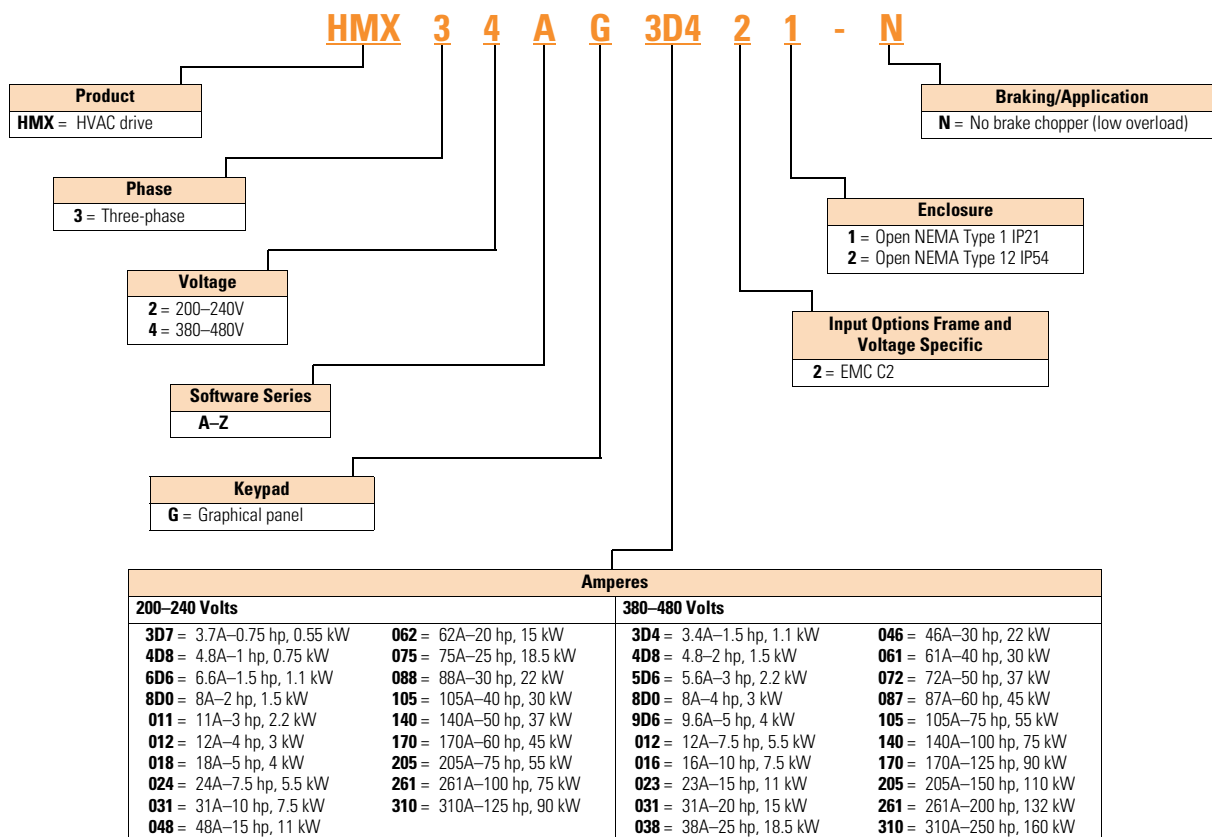 HMX 3 4 A G 3D4 2 1 - N
Product
HMX = HVAC drive
Braking/Application
N = No brake chopper (low overload)
Phase
3 = Three-phase
Enclosure
1 = Open NEMA Type 1 IP21
2 = Open NEMA Type 12 IP54
Voltage
2 = 200–240V
4 = 380–480V
Input Options Frame and
Voltage Specific
2 = EMC C2
Software Series
A–Z
Keypad
G = Graphical panel
Amperes
200–240 Volts
3D7 = 3.7A–0.75 hp, 0.55 kW
4D8 = 4.8A–1 hp, 0.75 kW
6D6 = 6.6A–1.5 hp, 1.1 kW
8D0 = 8A–2 hp, 1.5 kW
011 = 11A–3 hp, 2.2 kW
012 = 12A–4 hp, 3 kW
018 = 18A–5 hp, 4 kW
024 = 24A–7.5 hp, 5.5 kW
031 = 31A–10 hp, 7.5 kW
048 = 48A–15 hp, 11 kW
062 = 62A–20 hp, 15 kW
075 = 75A–25 hp, 18.5 kW
088 = 88A–30 hp, 22 kW
105 = 105A–40 hp, 30 kW
140 = 140A–50 hp, 37 kW
170 = 170A–60 hp, 45 kW
205 = 205A–75 hp, 55 kW
261 = 261A–100 hp, 75 kW
310 = 310A–125 hp, 90 kW
380–480 Volts
3D4 = 3.4A–1.5 hp, 1.1 kW
4D8 = 4.8–2 hp, 1.5 kW
5D6 = 5.6A–3 hp, 2.2 kW
8D0 = 8A–4 hp, 3 kW
9D6 = 9.6A–5 hp, 4 kW
012 = 12A–7.5 hp, 5.5 kW
016 = 16A–10 hp, 7.5 kW
023 = 23A–15 hp, 11 kW
031 = 31A–20 hp, 15 kW
038 = 38A–25 hp, 18.5 kW
046 = 46A–30 hp, 22 kW
061 = 61A–40 hp, 30 kW
072 = 72A–50 hp, 37 kW
087 = 87A–60 hp, 45 kW
105 = 105A–75 hp, 55 kW
140 = 140A–100 hp, 75 kW
170 = 170A–125 hp, 90 kW
205 = 205A–150 hp, 110 kW
261 = 261A–200 hp, 132 kW
310 = 310A–250 hp, 160 kW